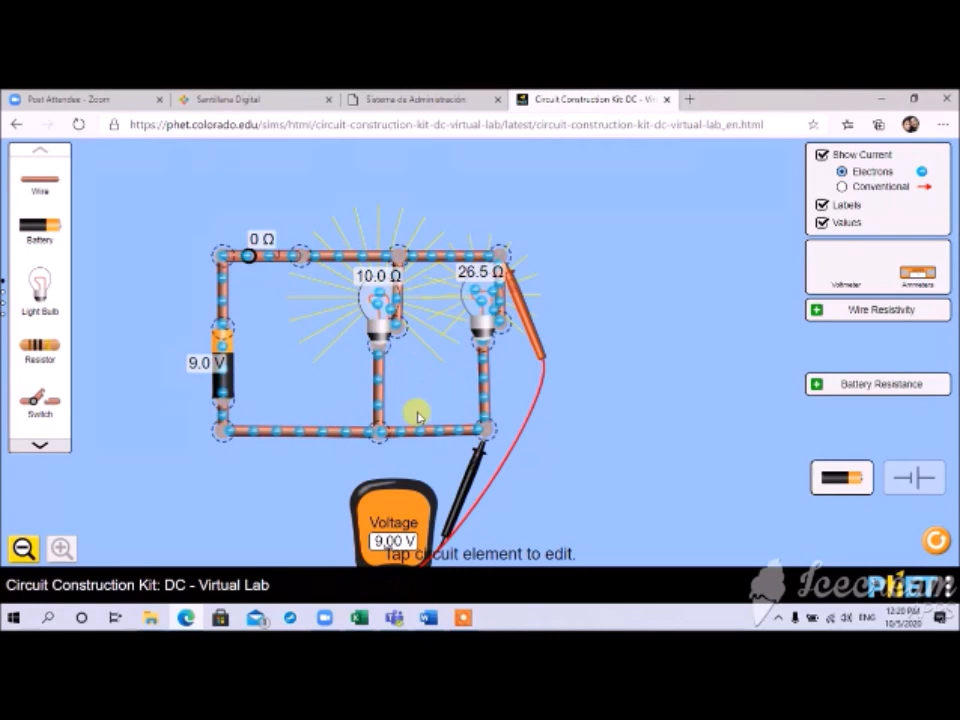 Post Attendee - Zoom
Santillana Digital
Sistema de Administración
Circuit Construction Kit: DC - Vir
https://phet.colorado.edu/sims/html/circuit-construction-kit-dc-virtual-lab/latest/circuit-construction-kit-dc-virtual-lab_en.html
Wire
Battery
Light Bulb
Resistor
Switch
0 Ω
10.0 Ω
26.5 Ω
9.0 V
Voltage
9.00 V
Tap circuit element to edit.
Show Current
Electrons
Conventional
Labels
Values
Voltmeter
Ammeters
Wire Resistivity
Battery Resistance
Circuit Construction Kit: DC - Virtual Lab
PhET
Icecream
APPS
ENG
12:20 PM
10/5/2020